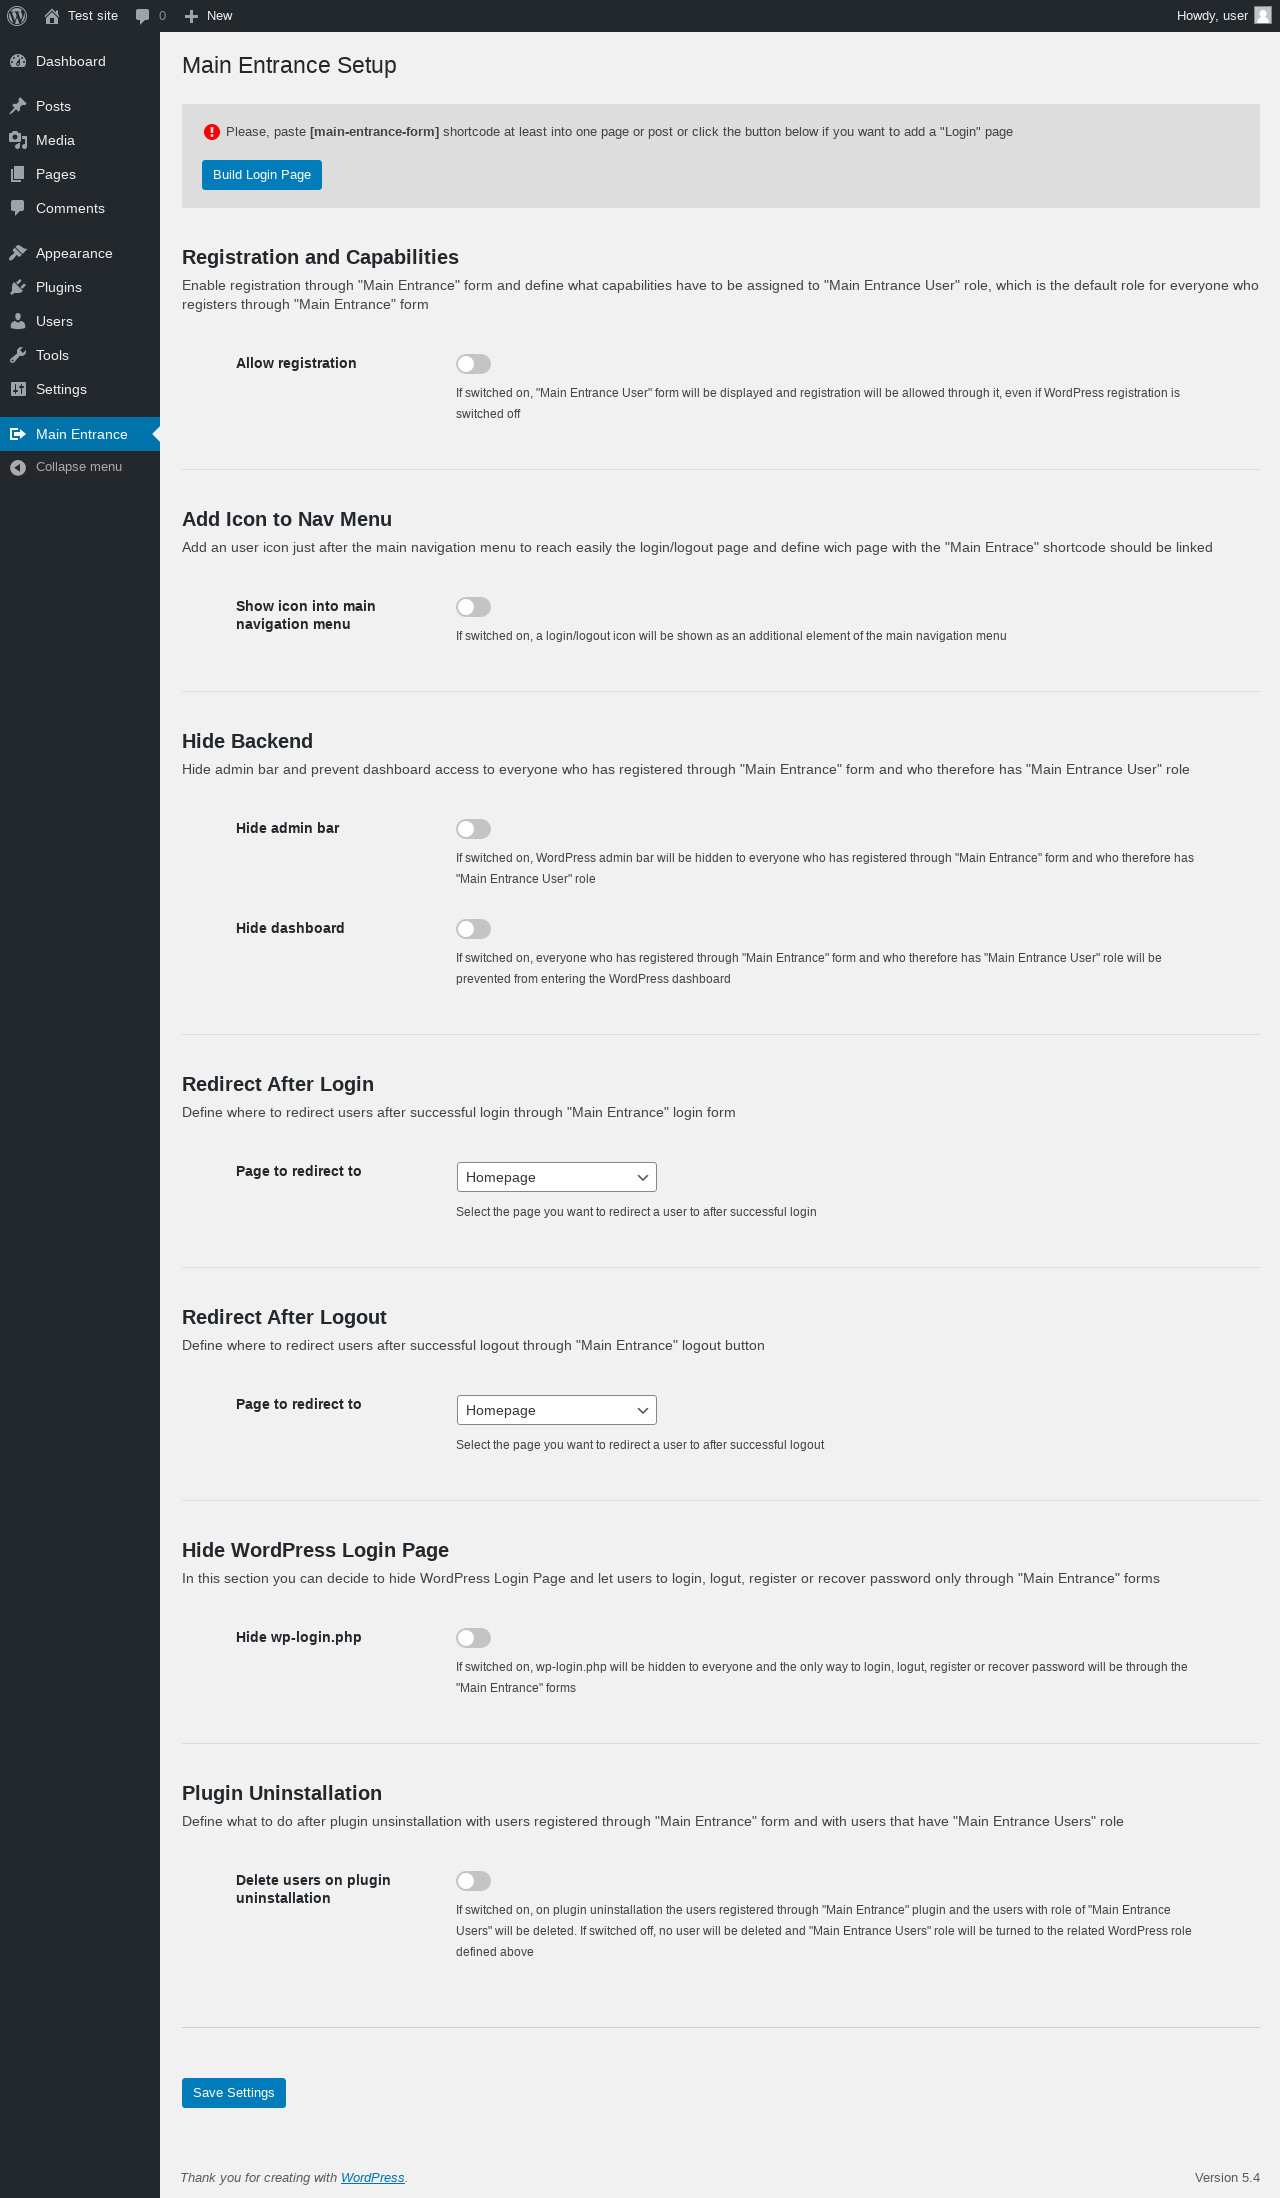 Test site
0
New
Howdy, user
Dashboard
Posts
Media
Pages
Comments
Appearance
Plugins
Users
Tools
Settings
Main Entrance
Collapse menu
Main Entrance Setup
Please, paste [main-entrance-form] shortcode at least into one page or post or click the button below if you want to add a "Login" page
Build Login Page
Registration and Capabilities
Enable registration through "Main Entrance" form and define what capabilities have to be assigned to "Main Entrance User" role, which is the default role for everyone who
registers through "Main Entrance" form
Allow registration
If switched on, "Main Entrance User" form will be displayed and registration will be allowed through it, even if WordPress registration is
switched off
Add Icon to Nav Menu
Add an user icon just after the main navigation menu to reach easily the login/logout page and define wich page with the "Main Entrace" shortcode should be linked
Show icon into main
navigation menu
If switched on, a login/logout icon will be shown as an additional element of the main navigation menu
Hide Backend
Hide admin bar and prevent dashboard access to everyone who has registered through "Main Entrance" form and who therefore has "Main Entrance User" role
Hide admin bar
If switched on, WordPress admin bar will be hidden to everyone who has registered through "Main Entrance" form and who therefore has
"Main Entrance User" role
Hide dashboard
If switched on, everyone who has registered through "Main Entrance" form and who therefore has "Main Entrance User" role will be
prevented from entering the WordPress dashboard
Redirect After Login
Define where to redirect users after successful login through "Main Entrance" login form
Page to redirect to
Homepage
Select the page you want to redirect a user to after successful login
Redirect After Logout
Define where to redirect users after successful logout through "Main Entrance" logout button
Page to redirect to
Homepage
Select the page you want to redirect a user to after successful logout
Hide WordPress Login Page
In this section you can decide to hide WordPress Login Page and let users to login, logut, register or recover password only through "Main Entrance" forms
Hide wp-login.php
If switched on, wp-login.php will be hidden to everyone and the only way to login, logut, register or recover password will be through the
"Main Entrance" forms
Plugin Uninstallation
Define what to do after plugin unsinstallation with users registered through "Main Entrance" form and with users that have "Main Entrance Users" role
Delete users on plugin
uninstallation
If switched on, on plugin uninstallation the users registered through "Main Entrance" plugin and the users with role of "Main Entrance
Users" will be deleted. If switched off, no user will be deleted and "Main Entrance Users" role will be turned to the related WordPress role
defined above
Save Settings
Thank you for creating with WordPress.
Version 5.4